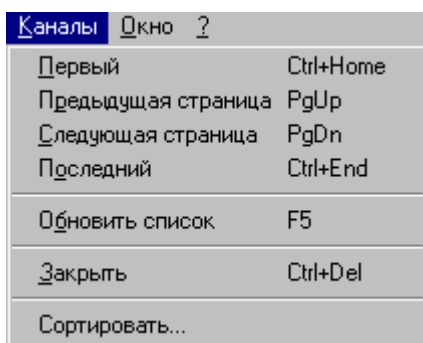 Каналы Окно ?
Первый Ctrl+Home
Предыдущая страница PgUp
Следующая страница PgDn
Последний Ctrl+End
Обновить список F5
Закрыть Ctrl+Del
Сортировать...